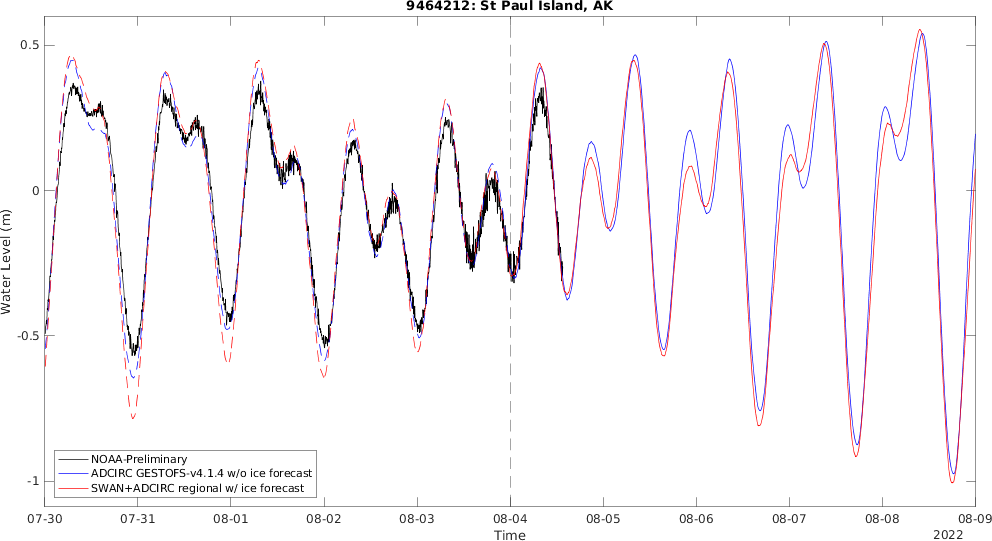 9464212: St Paul Island, AK
0.5
0
-0.5
-1
Water Level (m)
NOAA-Preliminary
ADCIRC GESTOFS-v4.1.4 w/o ice forecast
SWAN+ADCIRC regional w/ ice forecast
07-30 07-31 08-01 08-02 08-03 08-04 08-05 08-06 08-07 08-08 08-09
Time
2022